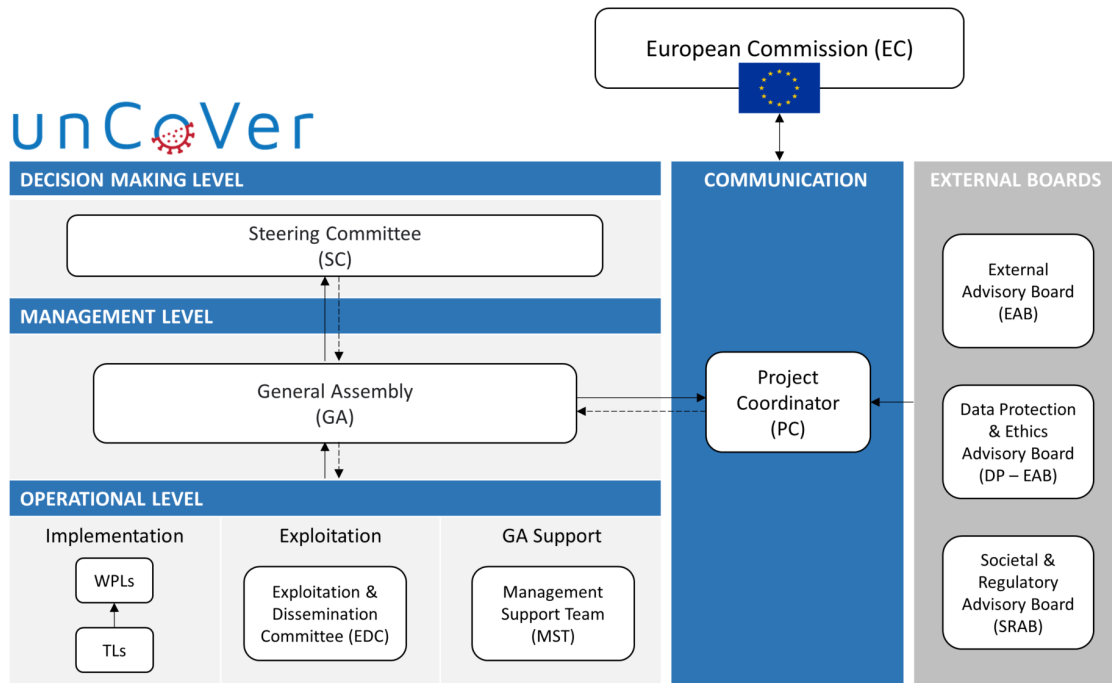 European Commission (EC)
unCoVer
DECISION MAKING LEVEL
Steering Committee
(SC)
MANAGEMENT LEVEL
General Assembly
(GA)
OPERATIONAL LEVEL
Implementation
WPLs
TLs
Exploitation
Exploitation &
Dissemination
Committee (EDC)
GA Support
Management
Support Team
(MST)
COMMUNICATION
Project
Coordinator
(PC)
EXTERNAL BOARDS
External
Advisory Board
(EAB)
Data Protection
& Ethics
Advisory Board
(DP – EAB)
Societal &
Regulatory
Advisory Board
(SRAB)